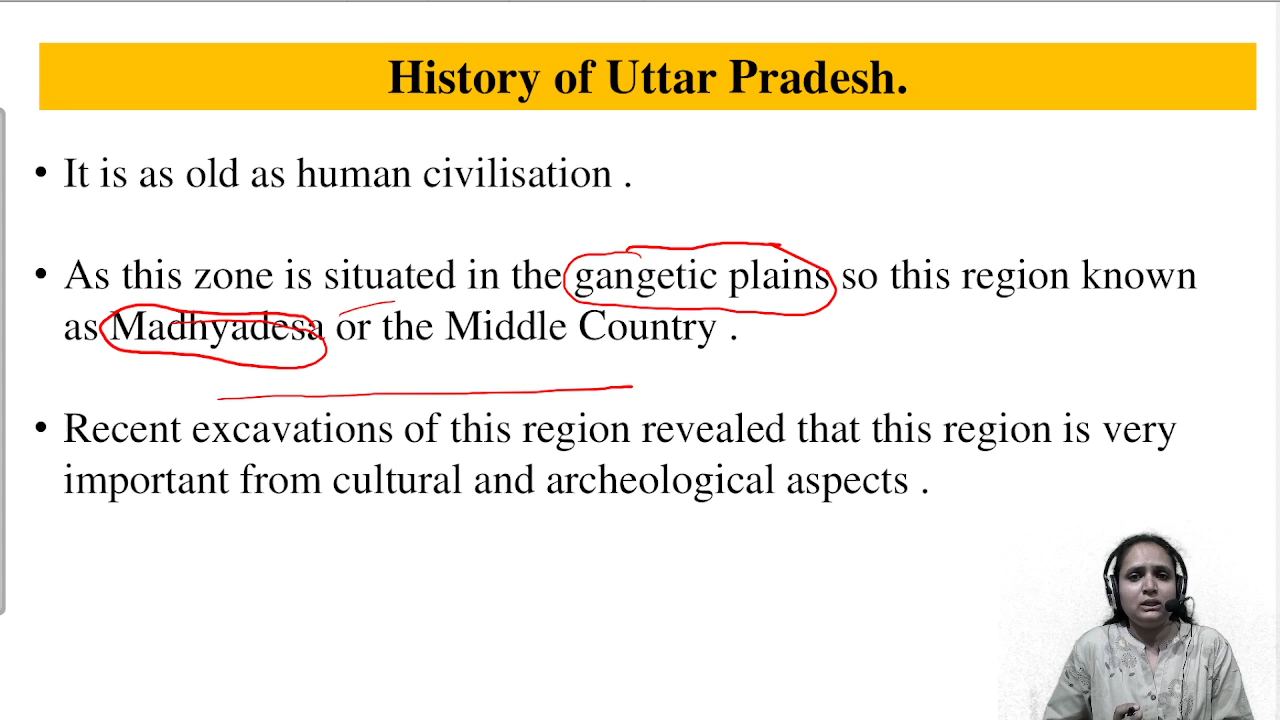 History of Uttar Pradesh.
• It is as old as human civilisation .
• As this zone is situated in the gangetic plains so this region known
as Madhyadesa or the Middle Country .
• Recent excavations of this region revealed that this region is very
important from cultural and archeological aspects .